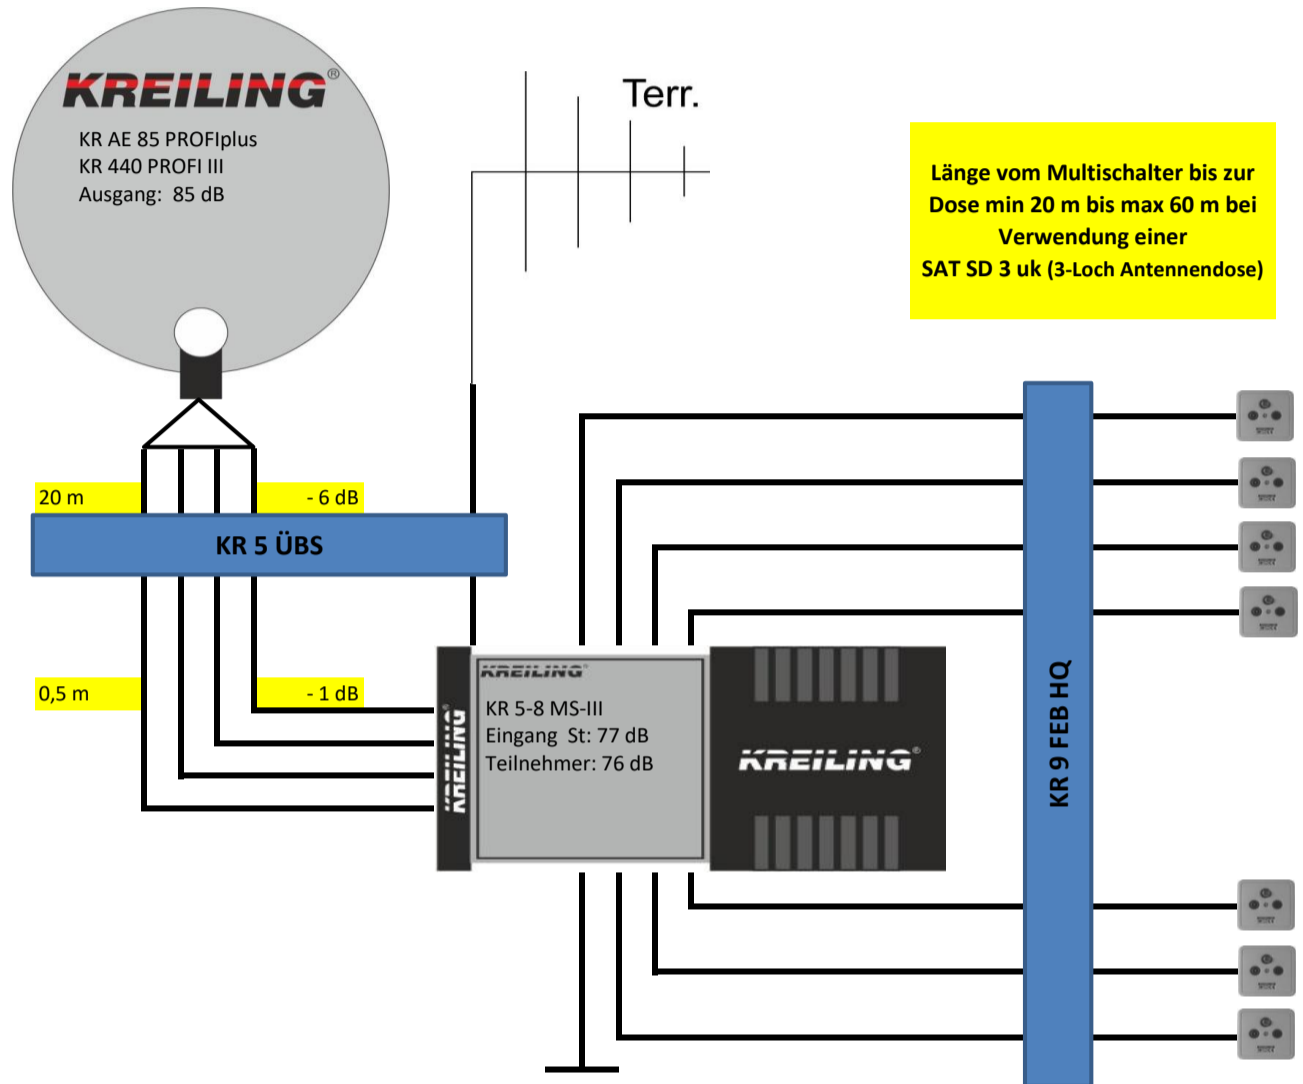 KREILING®
KR AE 85 PROFIplus
KR 440 PROFI III
Ausgang: 85 dB
Terr.
Länge vom Multischalter bis zur
Dose min 20 m bis max 60 m bei
Verwendung einer
SAT SD 3 uk (3-Loch Antennendose)
20 m
- 6 dB
KR 5 ÜBS
0,5 m
- 1 dB
KREILING®
KREILING®
KR 5-8 MS-III
Eingang St: 77 dB
Teilnehmer: 76 dB
KREILING®
KR 9 FEB HQ